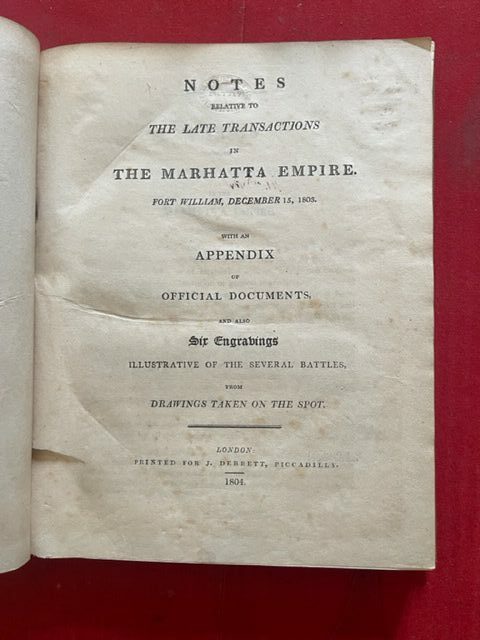 NOTES
RELATIVE TO
THE LATE TRANSACTIONS
IN
THE MARHATTA EMPIRE.
FORT WILLIAM, DECEMBER 15, 1803.
WITH AN
APPENDIX
OF
OFFICIAL DOCUMENTS,
AND ALSO
Six Engravings
ILLUSTRATIVE OF THE SEVERAL BATTLES,
FROM
DRAWINGS TAKEN ON THE SPOT.
LONDON:
PRINTED FOR J. DEBRETT, PICCADILLY.
1804.